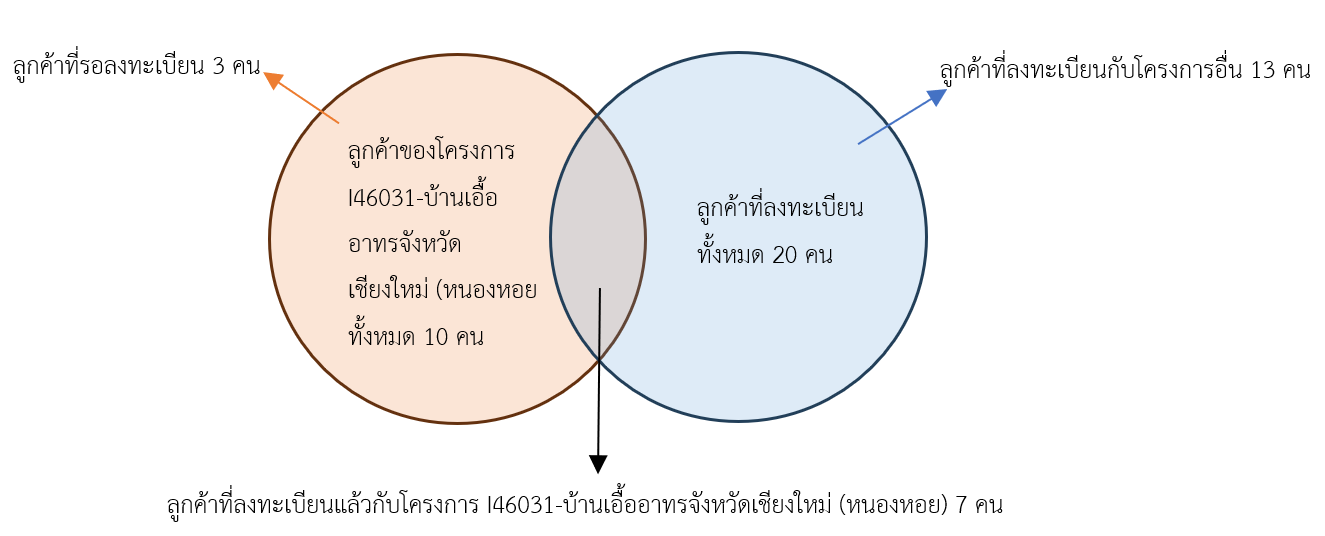 ลูกค้าที่รอลงทะเบียน 3 คน
ลูกค้าที่ลงทะเบียนกับโครงการอื่น 13 คน
ลูกค้าของโครงการ
I46031-บ้านเอื้อ
อาทรจังหวัด
เชียงใหม่ (หนองหอย
ทั้งหมด 10 คน
ลูกค้าที่ลงทะเบียน
ทั้งหมด 20 คน
ลูกค้าที่ลงทะเบียนแล้วกับโครงการ I46031-บ้านเอื้ออาทรจังหวัดเชียงใหม่ (หนองหอย) 7 คน